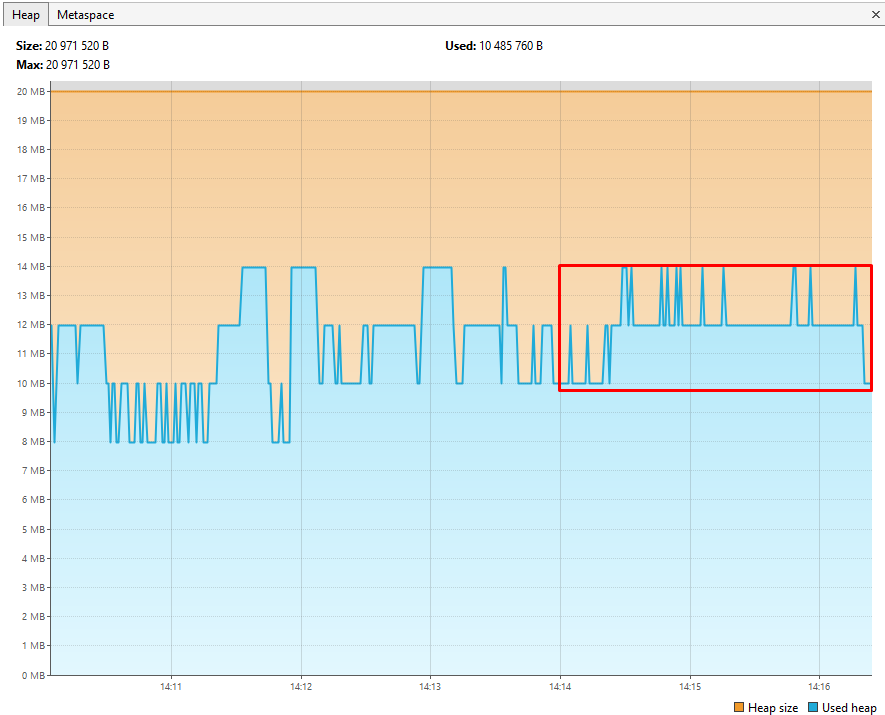 Heap Metaspace ×
Size: 20 971 520 B Used: 10 485 760 B
Max: 20 971 520 B
20 MB
19 MB
18 MB
17 MB
16 MB
15 MB
14 MB
13 MB
12 MB
11 MB
10 MB
9 MB
8 MB
7 MB
6 MB
5 MB
4 MB
3 MB
2 MB
1 MB
0 MB
14:11 14:12 14:13 14:14 14:15 14:16
Heap size Used heap